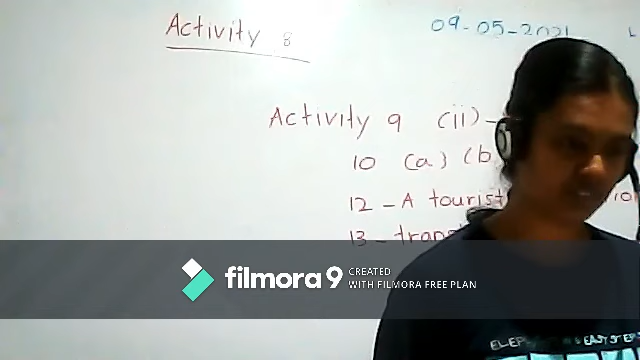 Activity 8
09-05-2021
L
Activity 9 (ii) -
10 (a) (b
12 - A tourist
13 - trans
filmora 9 CREATED
WITH FILMORA FREE PLAN